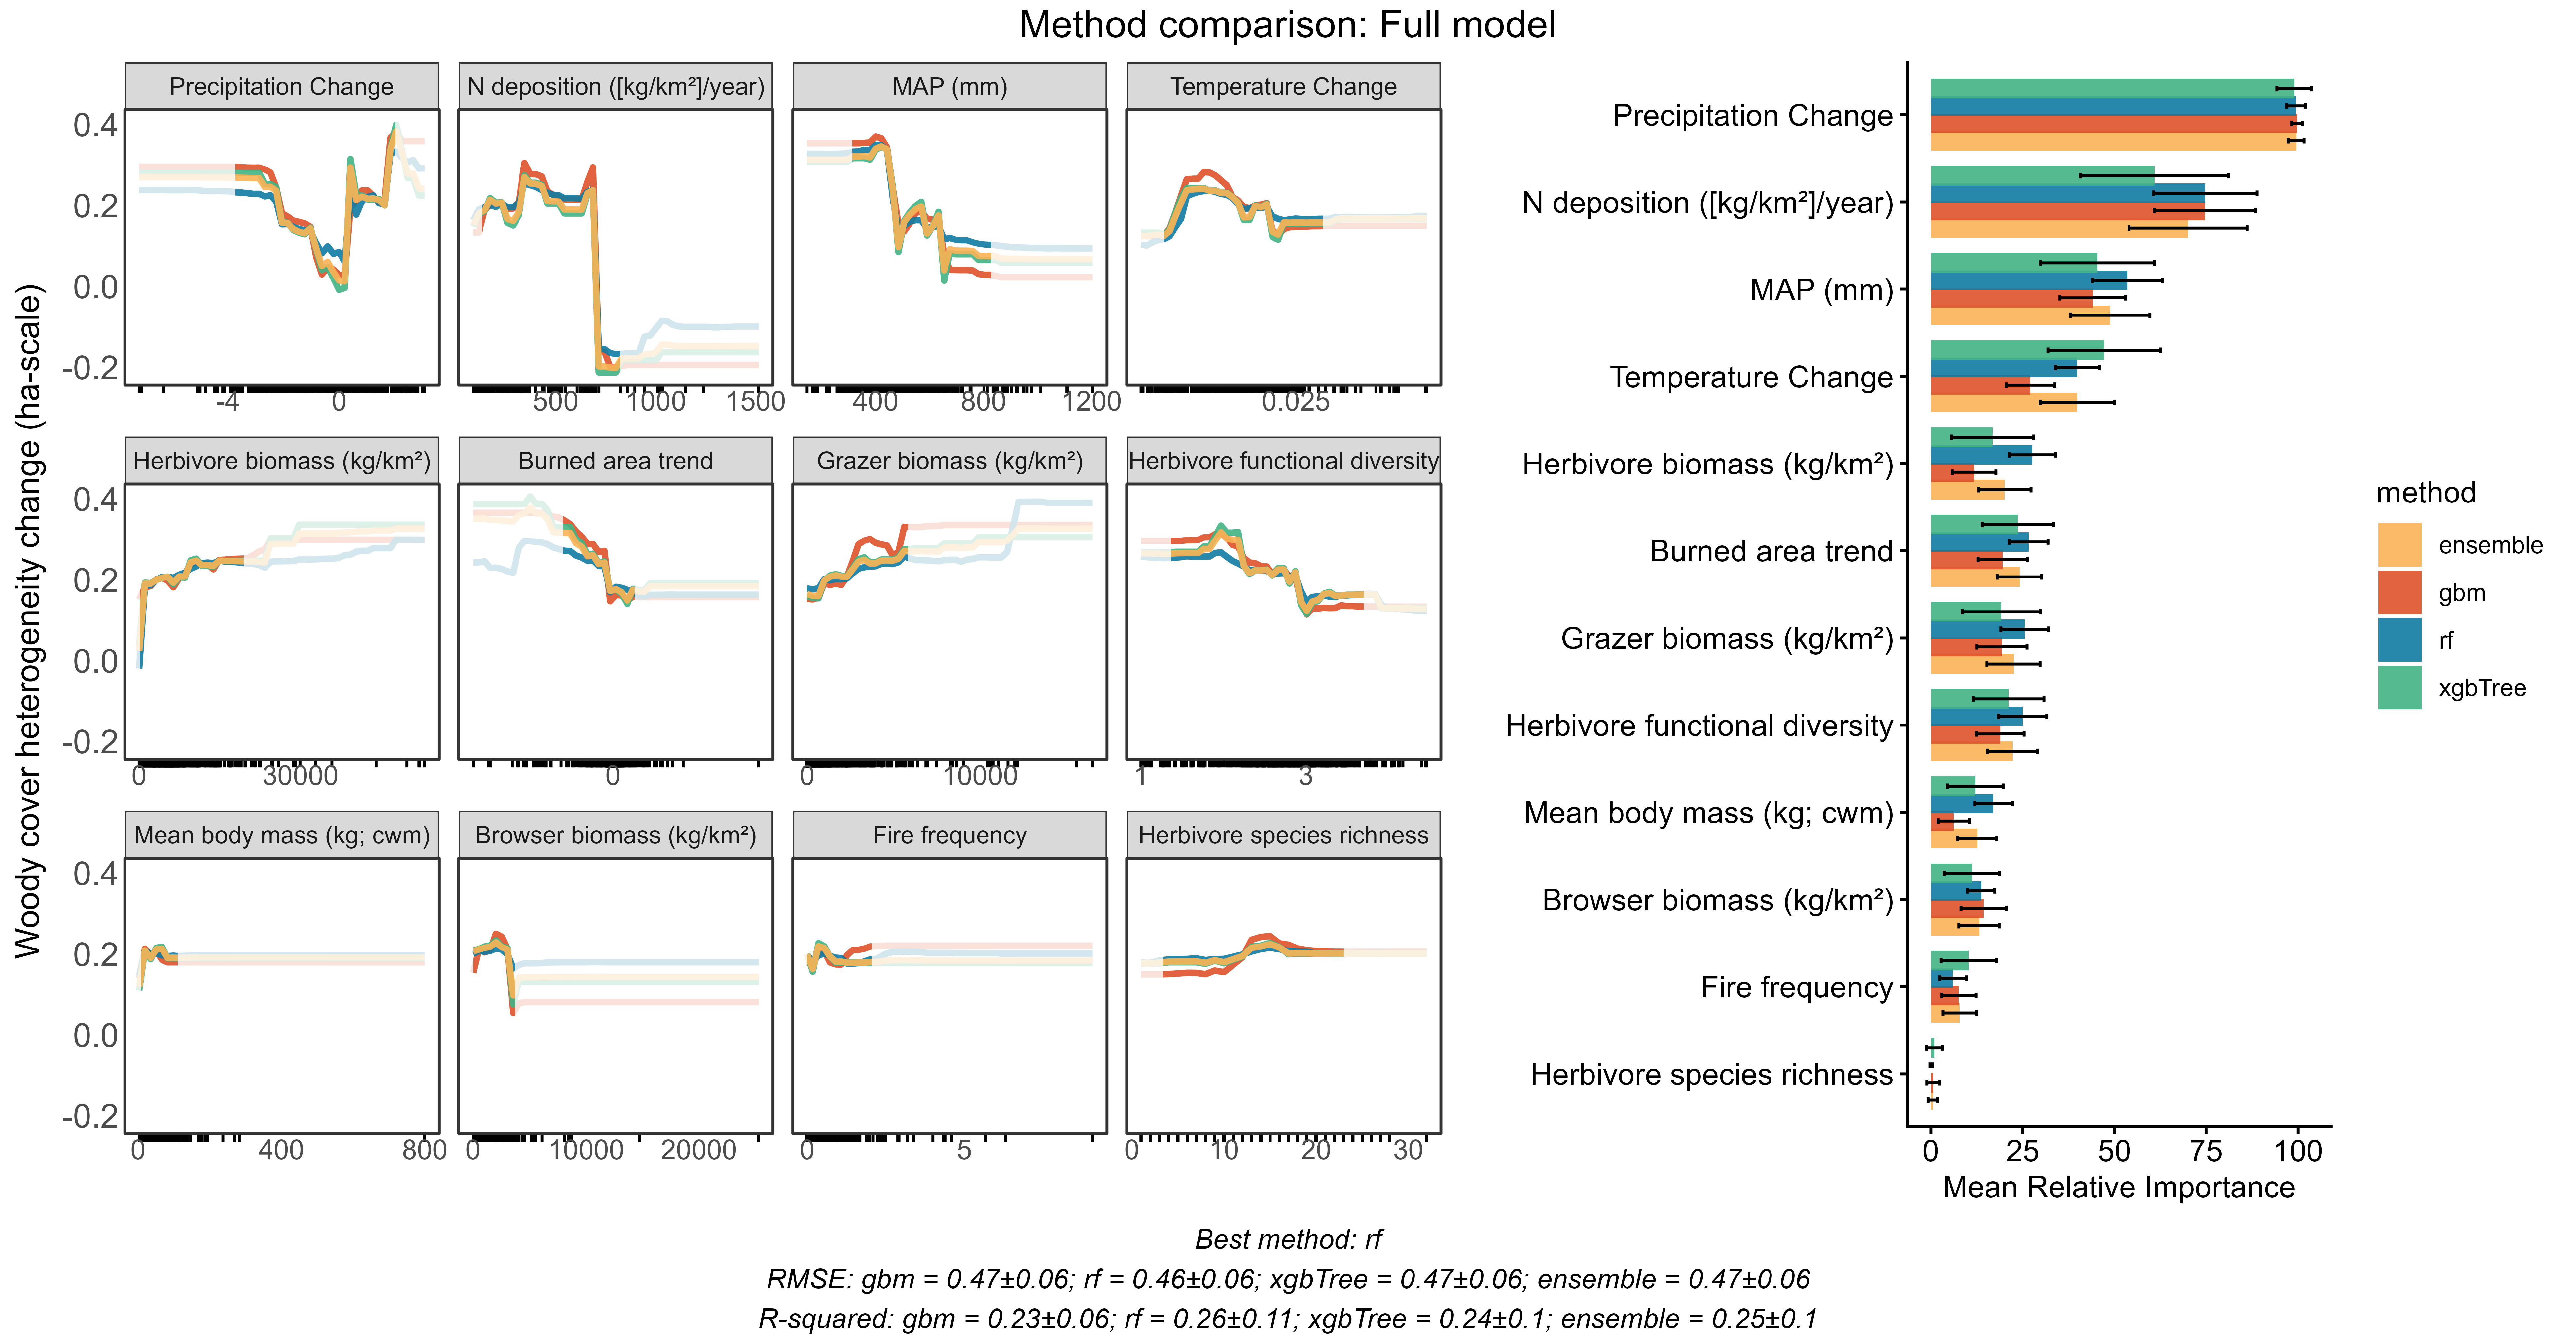 Method comparison: Full model
Woody cover heterogeneity change (ha-scale)
Precipitation Change
N deposition ([kg/km²]/year)
MAP (mm)
Temperature Change
0.4
0.2
0.0
-0.2
-4 0
500 1000 1500
400 800 1200
0.025
Herbivore biomass (kg/km²)
Burned area trend
Grazer biomass (kg/km²)
Herbivore functional diversity
0.4
0.2
0.0
-0.2
0 30000
0
0 10000
1 3
Mean body mass (kg; cwm)
Browser biomass (kg/km²)
Fire frequency
Herbivore species richness
0.4
0.2
0.0
-0.2
0 400 800
0 10000 20000
0 5
0 10 20 30
Precipitation Change
N deposition ([kg/km²]/year)
MAP (mm)
Temperature Change
Herbivore biomass (kg/km²)
Burned area trend
Grazer biomass (kg/km²)
Herbivore functional diversity
Mean body mass (kg; cwm)
Browser biomass (kg/km²)
Fire frequency
Herbivore species richness
0 25 50 75 100
Mean Relative Importance
method
ensemble
gbm
rf
xgbTree
Best method: rf
RMSE: gbm = 0.47±0.06; rf = 0.46±0.06; xgbTree = 0.47±0.06; ensemble = 0.47±0.06
R-squared: gbm = 0.23±0.06; rf = 0.26±0.11; xgbTree = 0.24±0.1; ensemble = 0.25±0.1